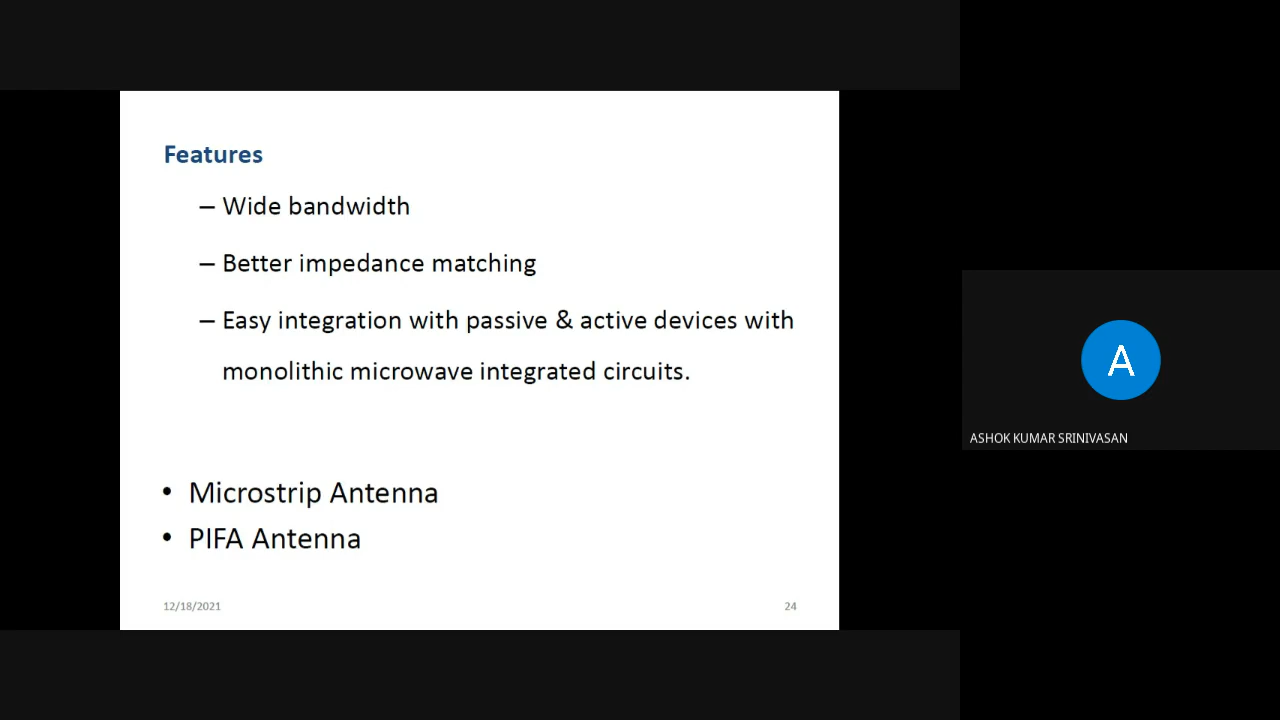 Features
– Wide bandwidth
– Better impedance matching
– Easy integration with passive & active devices with
monolithic microwave integrated circuits.
• Microstrip Antenna
• PIFA Antenna
12/18/2021
24
A
ASHOK KUMAR SRINIVASAN